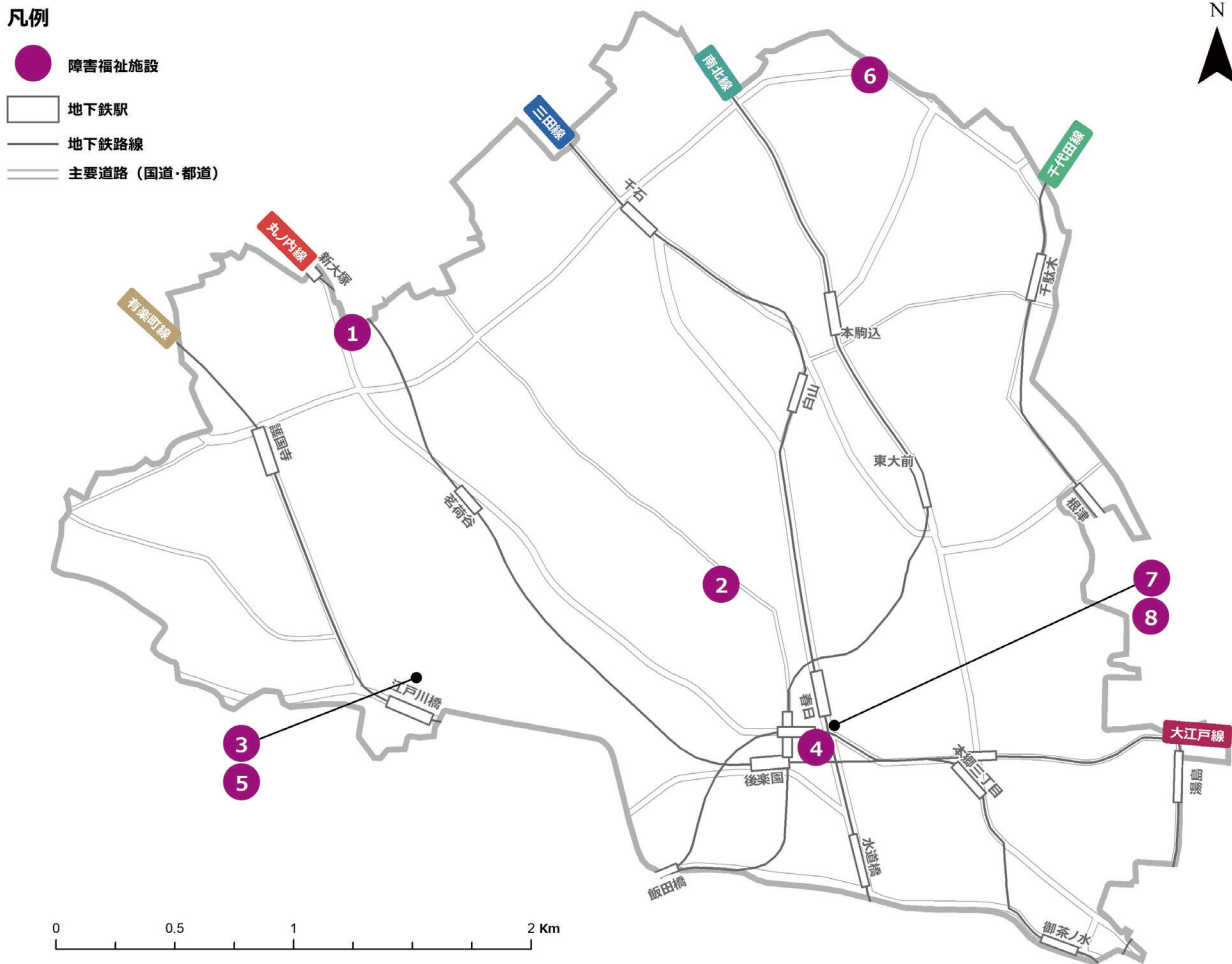 凡例
障害福祉施設
地下鉄駅
地下鉄路線
主要道路（国道・都道）
N
南北線
6
三田線
千代田線
千石
丸ノ内線
新大塚
千駄木
有楽町線
1
本駒込
白山
護国寺
東大前
茗荷谷
根津
2
7
8
江戸川橋
春日
3
4
大江戸線
5
後楽園
本郷三丁目
湯島
水道橋
飯田橋
御茶ノ水
0 0.5 1 2 Km